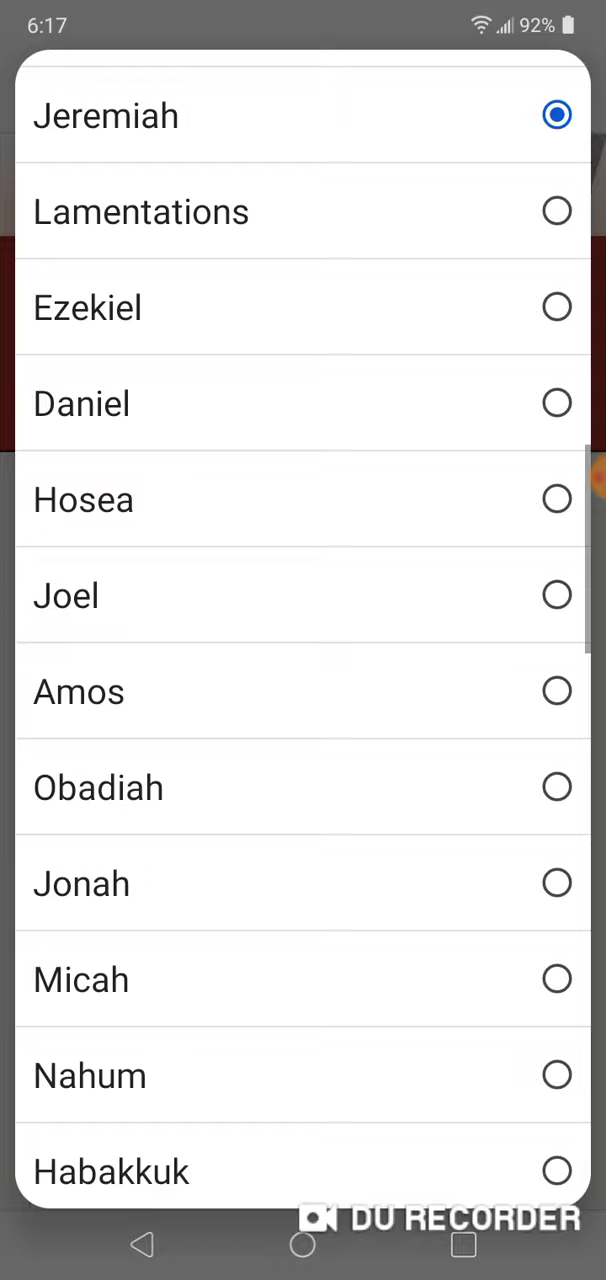 6:17 92%
Jeremiah
Lamentations
Ezekiel
Daniel
Hosea
Joel
Amos
Obadiah
Jonah
Micah
Nahum
Habakkuk
DU RECORDER